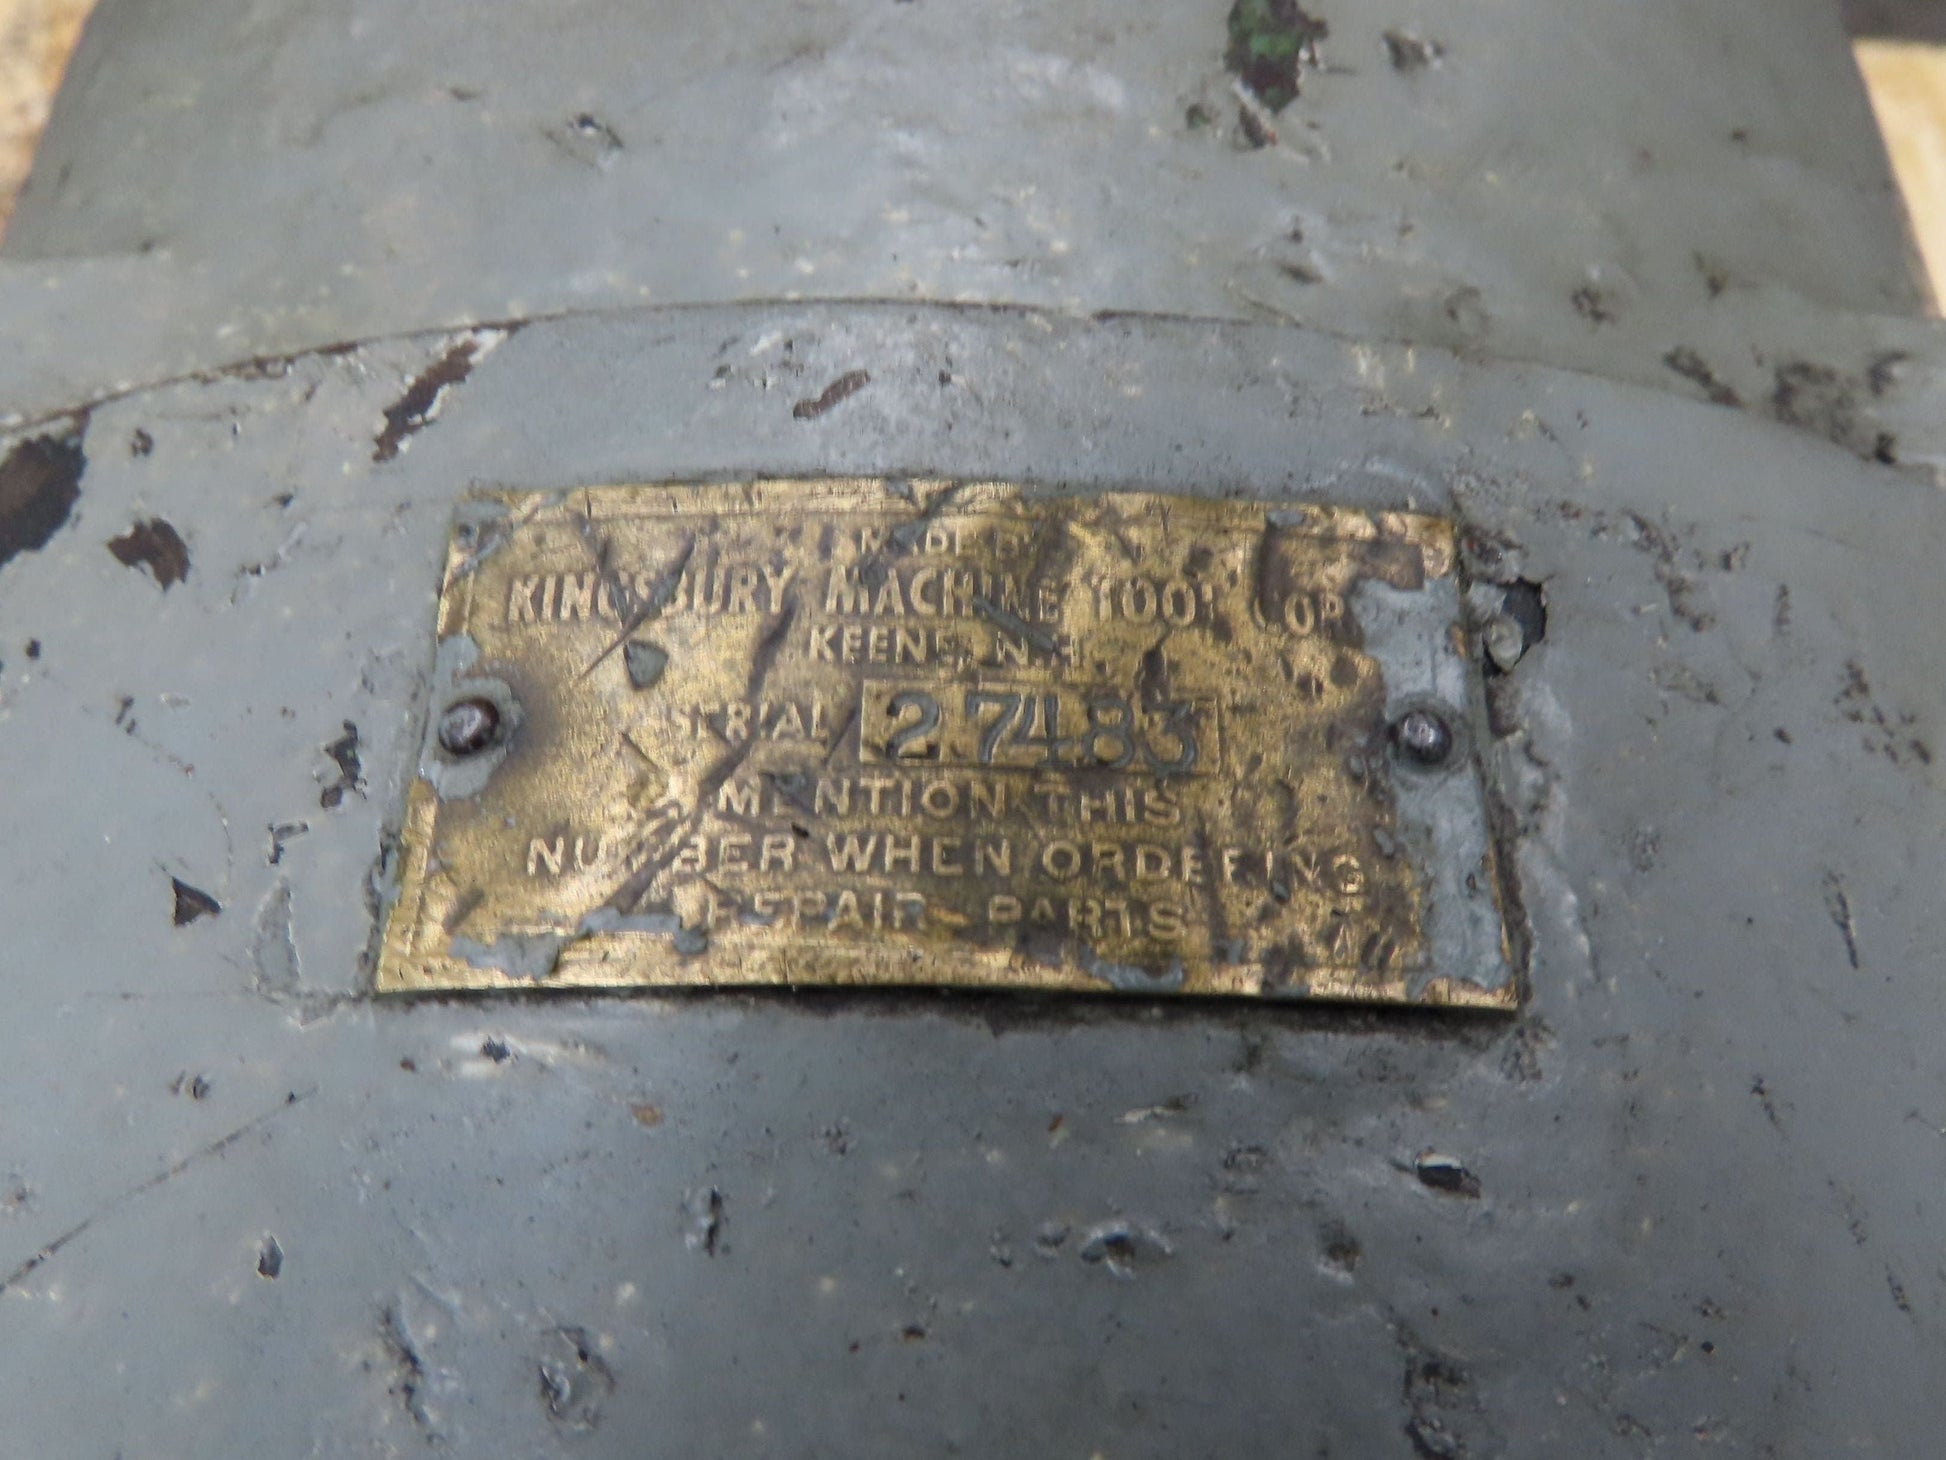 MADE BY
KINGSBURY MACHINE TOOL CORP
KEENE, N.H
SERIAL 27483
MENTION THIS
NUMBER WHEN ORDERING
REPAIR PARTS